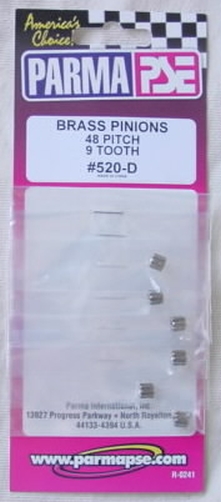 America's
Choice!
PARMA PSE
BRASS PINIONS
48 PITCH
9 TOOTH
#520-D
Parma International, Inc.
13927 Progress Parkway • North Royalton,
44133-4394 U.S.A.
www.parmapse.com
R-0241